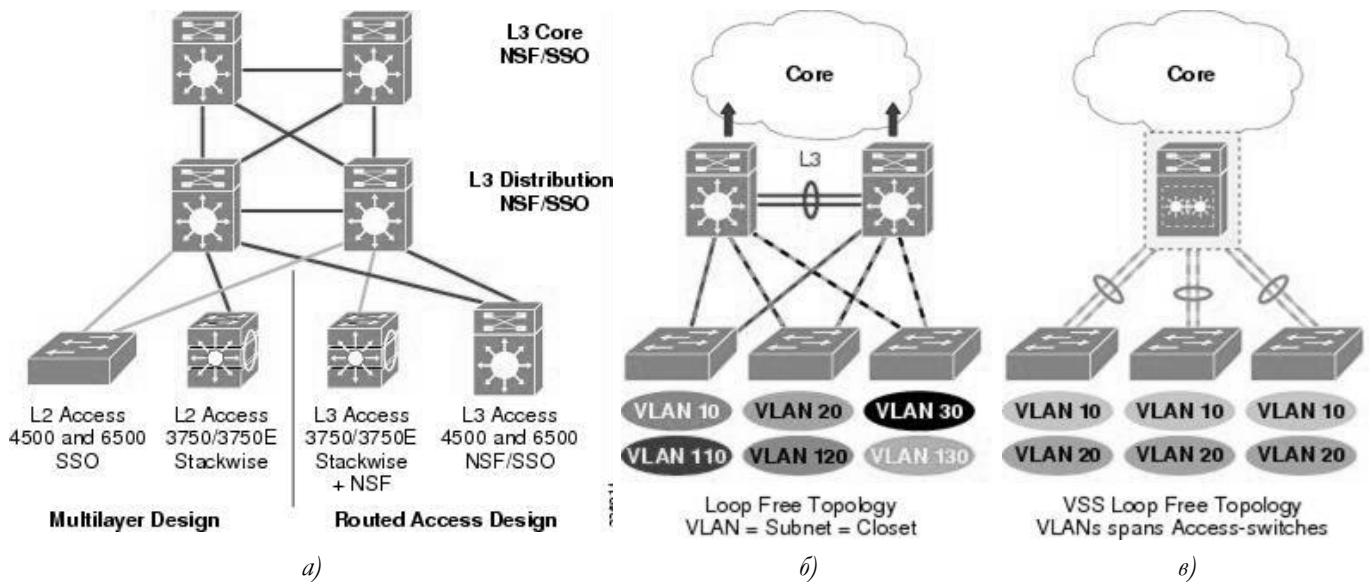 L3 Core
NSF/SSO
L3 Distribution
NSF/SSO
L2 Access
4500 and 6500
SSO
L2 Access
3750/3750E
Stackwise
L3 Access
3750/3750E
Stackwise
+ NSF
L3 Access
4500 and 6500
NSF/SSO
Multilayer Design
Routed Access Design
а)
Core
L3
VLAN 10
VLAN 20
VLAN 30
VLAN 110
VLAN 120
VLAN 130
Loop Free Topology
VLAN = Subnet = Closet
б)
Core
VLAN 10
VLAN 10
VLAN 10
VLAN 20
VLAN 20
VLAN 20
VSS Loop Free Topology
VLANs spans Access-switches
в)